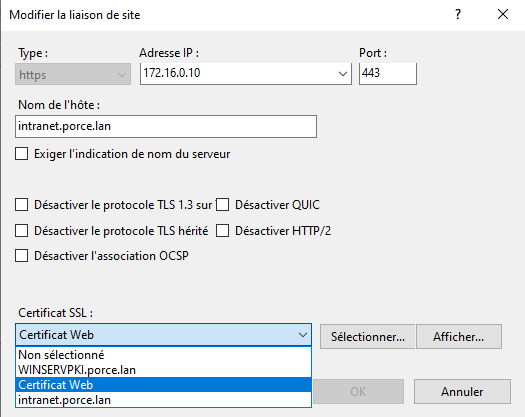 Modifier la liaison de site
? ×
Type : Adresse IP : Port :
https 172.16.0.10 443
Nom de l'hôte :
intranet.porce.lan
Exiger l'indication de nom du serveur
Désactiver le protocole TLS 1.3 sur Désactiver QUIC
Désactiver le protocole TLS hérité Désactiver HTTP/2
Désactiver l'association OCSP
Certificat SSL :
Certificat Web Sélectionner... Afficher...
Non sélectionné
WINSERVPKI.porce.lan
Certificat Web
intranet.porce.lan
OK Annuler